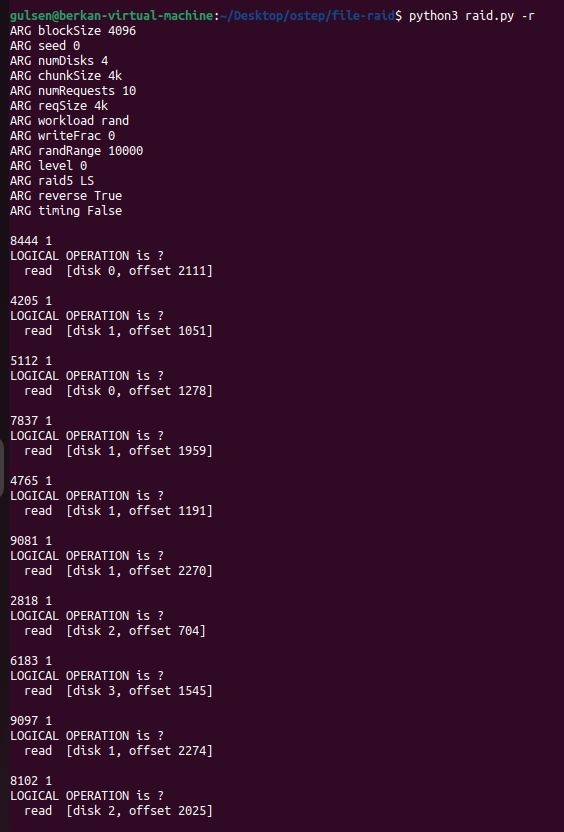 gulsen@berkan-virtual-machine:~/Desktop/ostep/file-raid$ python3 raid.py -r
ARG blockSize 4096
ARG seed 0
ARG numDisks 4
ARG chunkSize 4k
ARG numRequests 10
ARG reqSize 4k
ARG workload rand
ARG writeFrac 0
ARG randRange 10000
ARG level 0
ARG raid5 LS
ARG reverse True
ARG timing False

8444 1
LOGICAL OPERATION is ?
  read  [disk 0, offset 2111]

4205 1
LOGICAL OPERATION is ?
  read  [disk 1, offset 1051]

5112 1
LOGICAL OPERATION is ?
  read  [disk 0, offset 1278]

7837 1
LOGICAL OPERATION is ?
  read  [disk 1, offset 1959]

4765 1
LOGICAL OPERATION is ?
  read  [disk 1, offset 1191]

9081 1
LOGICAL OPERATION is ?
  read  [disk 1, offset 2270]

2818 1
LOGICAL OPERATION is ?
  read  [disk 2, offset 704]

6183 1
LOGICAL OPERATION is ?
  read  [disk 3, offset 1545]

9097 1
LOGICAL OPERATION is ?
  read  [disk 1, offset 2274]

8102 1
LOGICAL OPERATION is ?
  read  [disk 2, offset 2025]